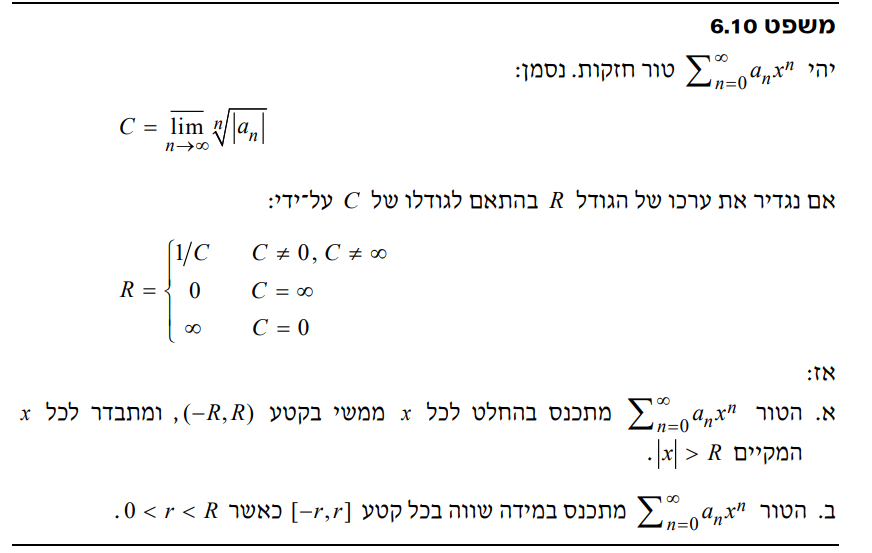 משפט 6.10
יהי $\sum_{n=0}^{\infty} a_n x^n$ טור חזקות. נסמן:
$C = \overline{\lim}_{n \to \infty} \sqrt[n]{|a_n|}$
אם נגדיר את ערכו של הגודל $R$ בהתאם לגודלו של $C$ על־ידי:
$R = \begin{cases} 1/C & C \neq 0, C \neq \infty \\ 0 & C = \infty \\ \infty & C = 0 \end{cases}$
אז:
א. הטור $\sum_{n=0}^{\infty} a_n x^n$ מתכנס בהחלט לכל $x$ ממשי בקטע $(-R, R)$, ומתבדר לכל $x$
המקיים $|x| > R$.
ב. הטור $\sum_{n=0}^{\infty} a_n x^n$ מתכנס במידה שווה בכל קטע $[-r, r]$ כאשר $0 < r < R$.